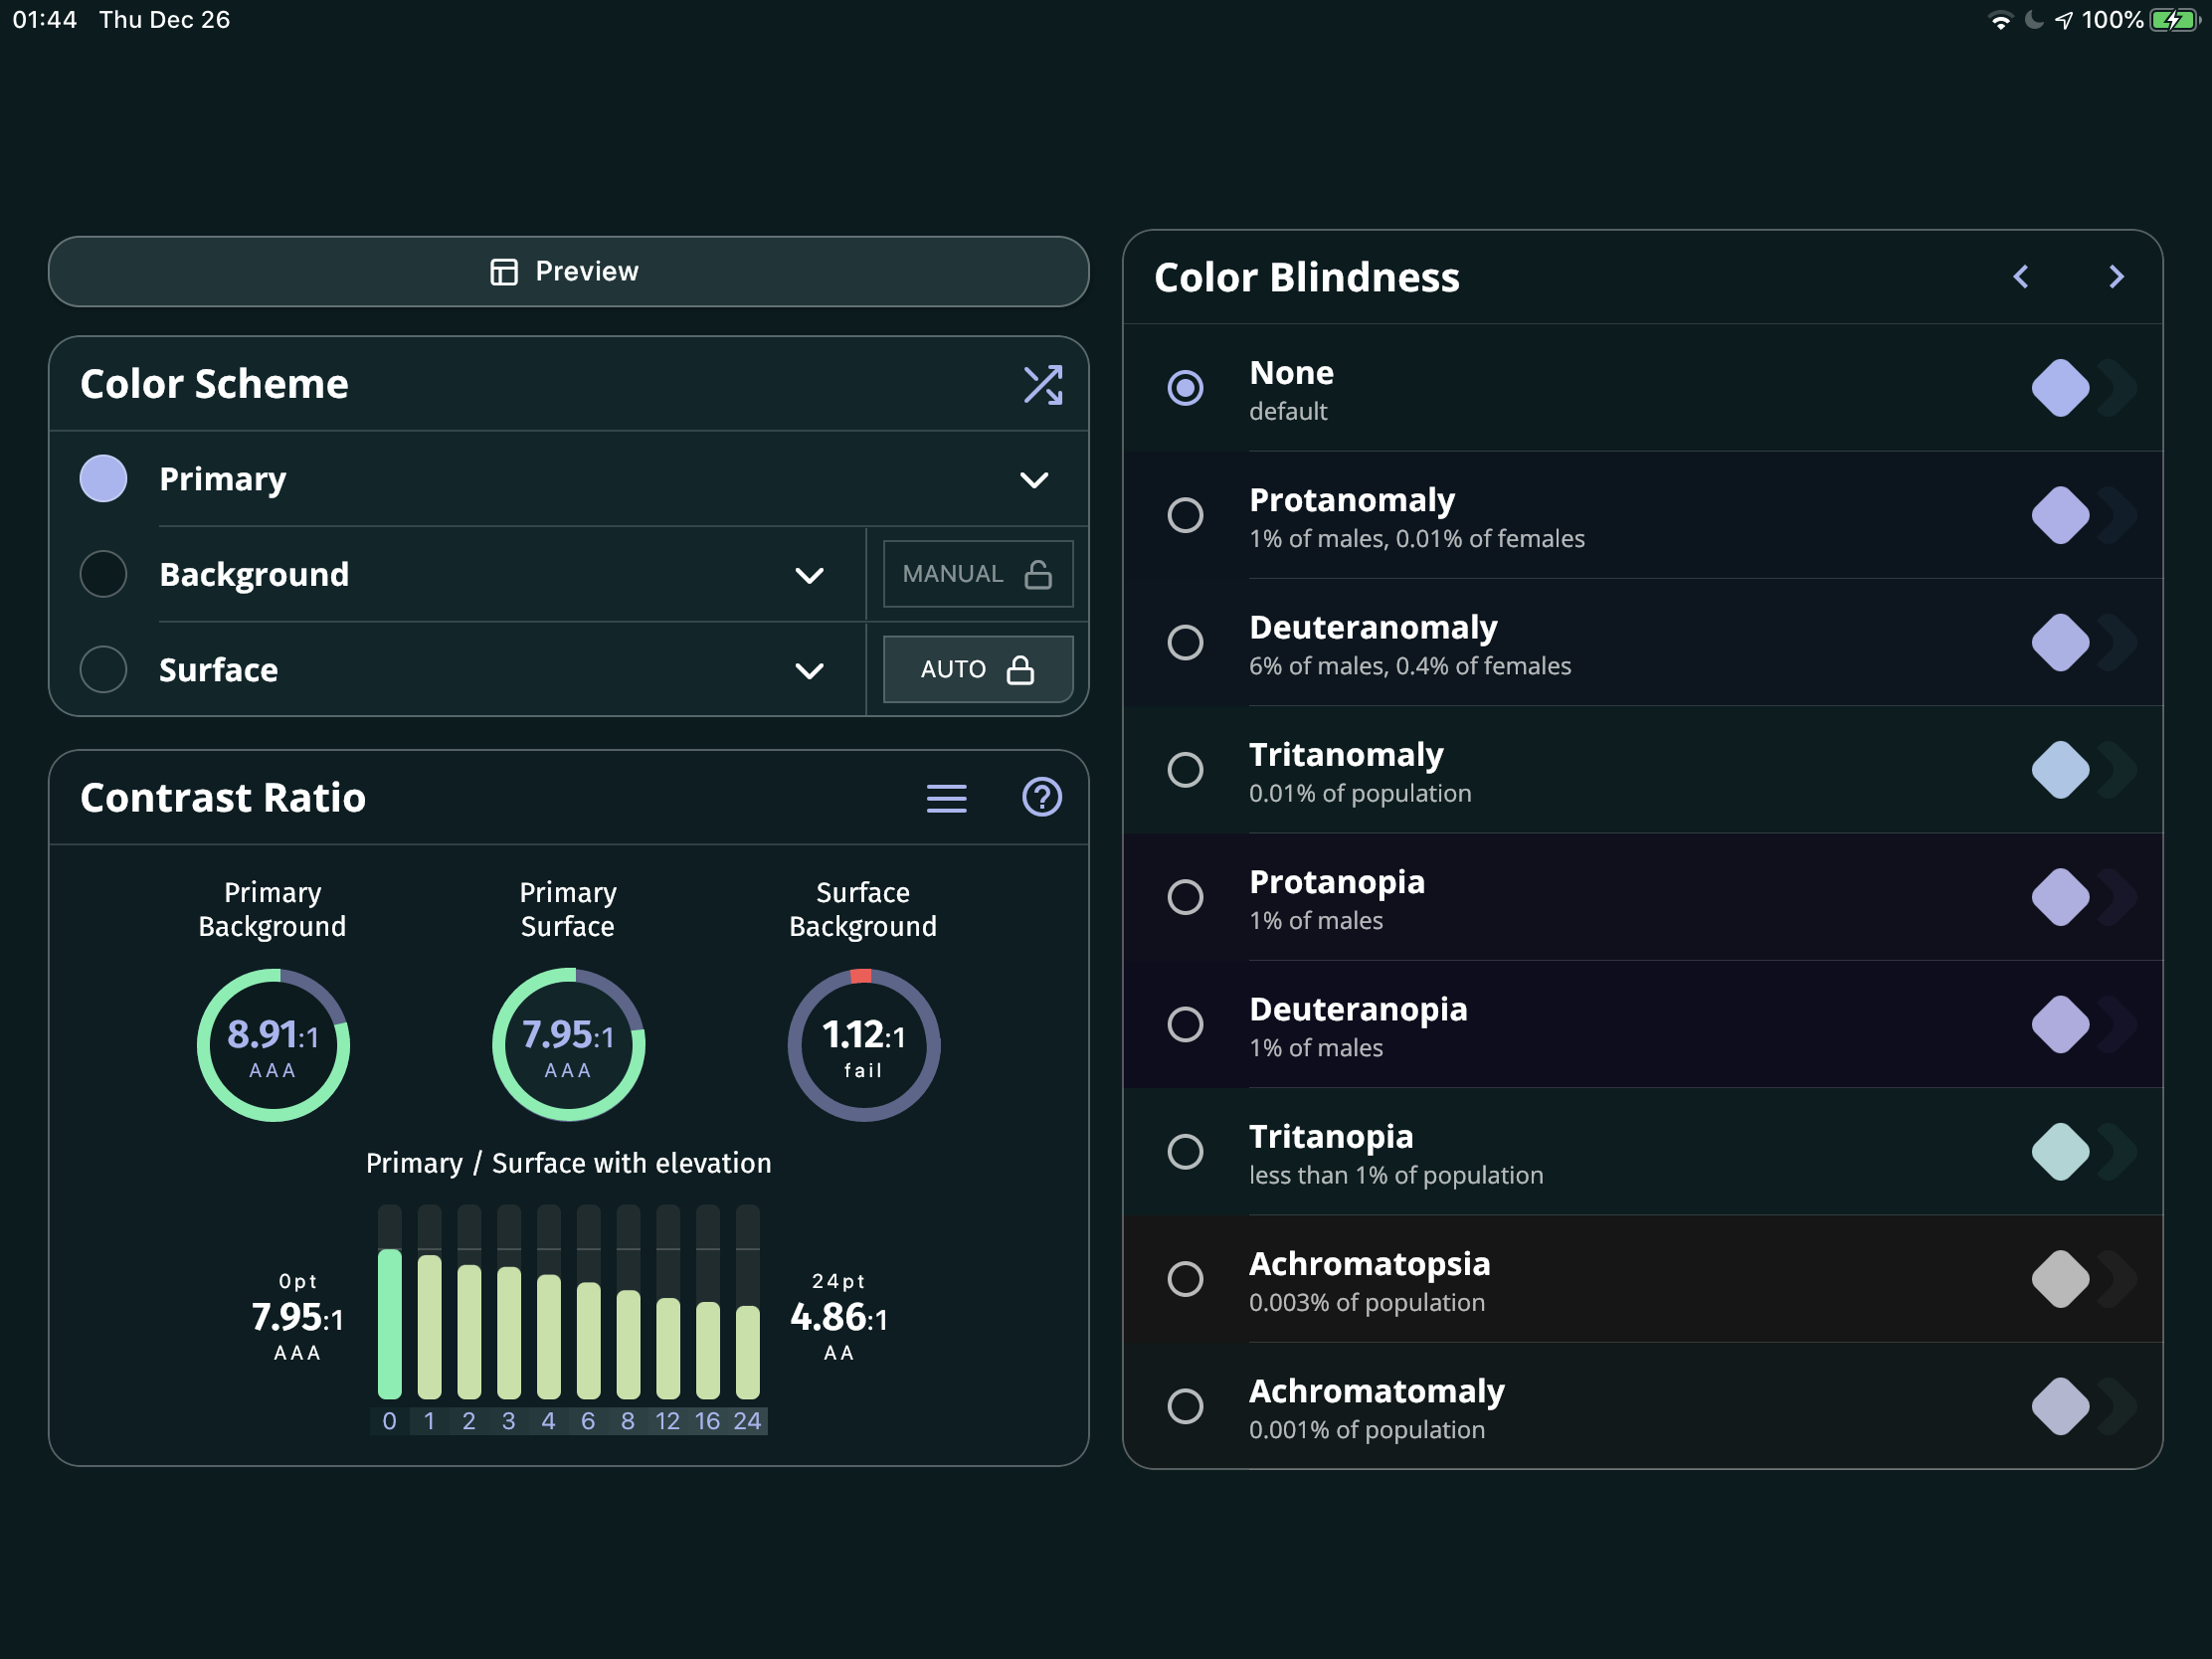 01:44 Thu Dec 26
100%
Preview
Color Scheme
Primary
Background
MANUAL
Surface
AUTO
Contrast Ratio
Primary
Background
8.91:1
AAA
Primary
Surface
7.95:1
AAA
Surface
Background
1.12:1
fail
Primary / Surface with elevation
0pt
7.95:1
AAA
24pt
4.86:1
AA
0 1 2 3 4 6 8 12 16 24
Color Blindness
None
default
Protanomaly
1% of males, 0.01% of females
Deuteranomaly
6% of males, 0.4% of females
Tritanomaly
0.01% of population
Protanopia
1% of males
Deuteranopia
1% of males
Tritanopia
less than 1% of population
Achromatopsia
0.003% of population
Achromatomaly
0.001% of population